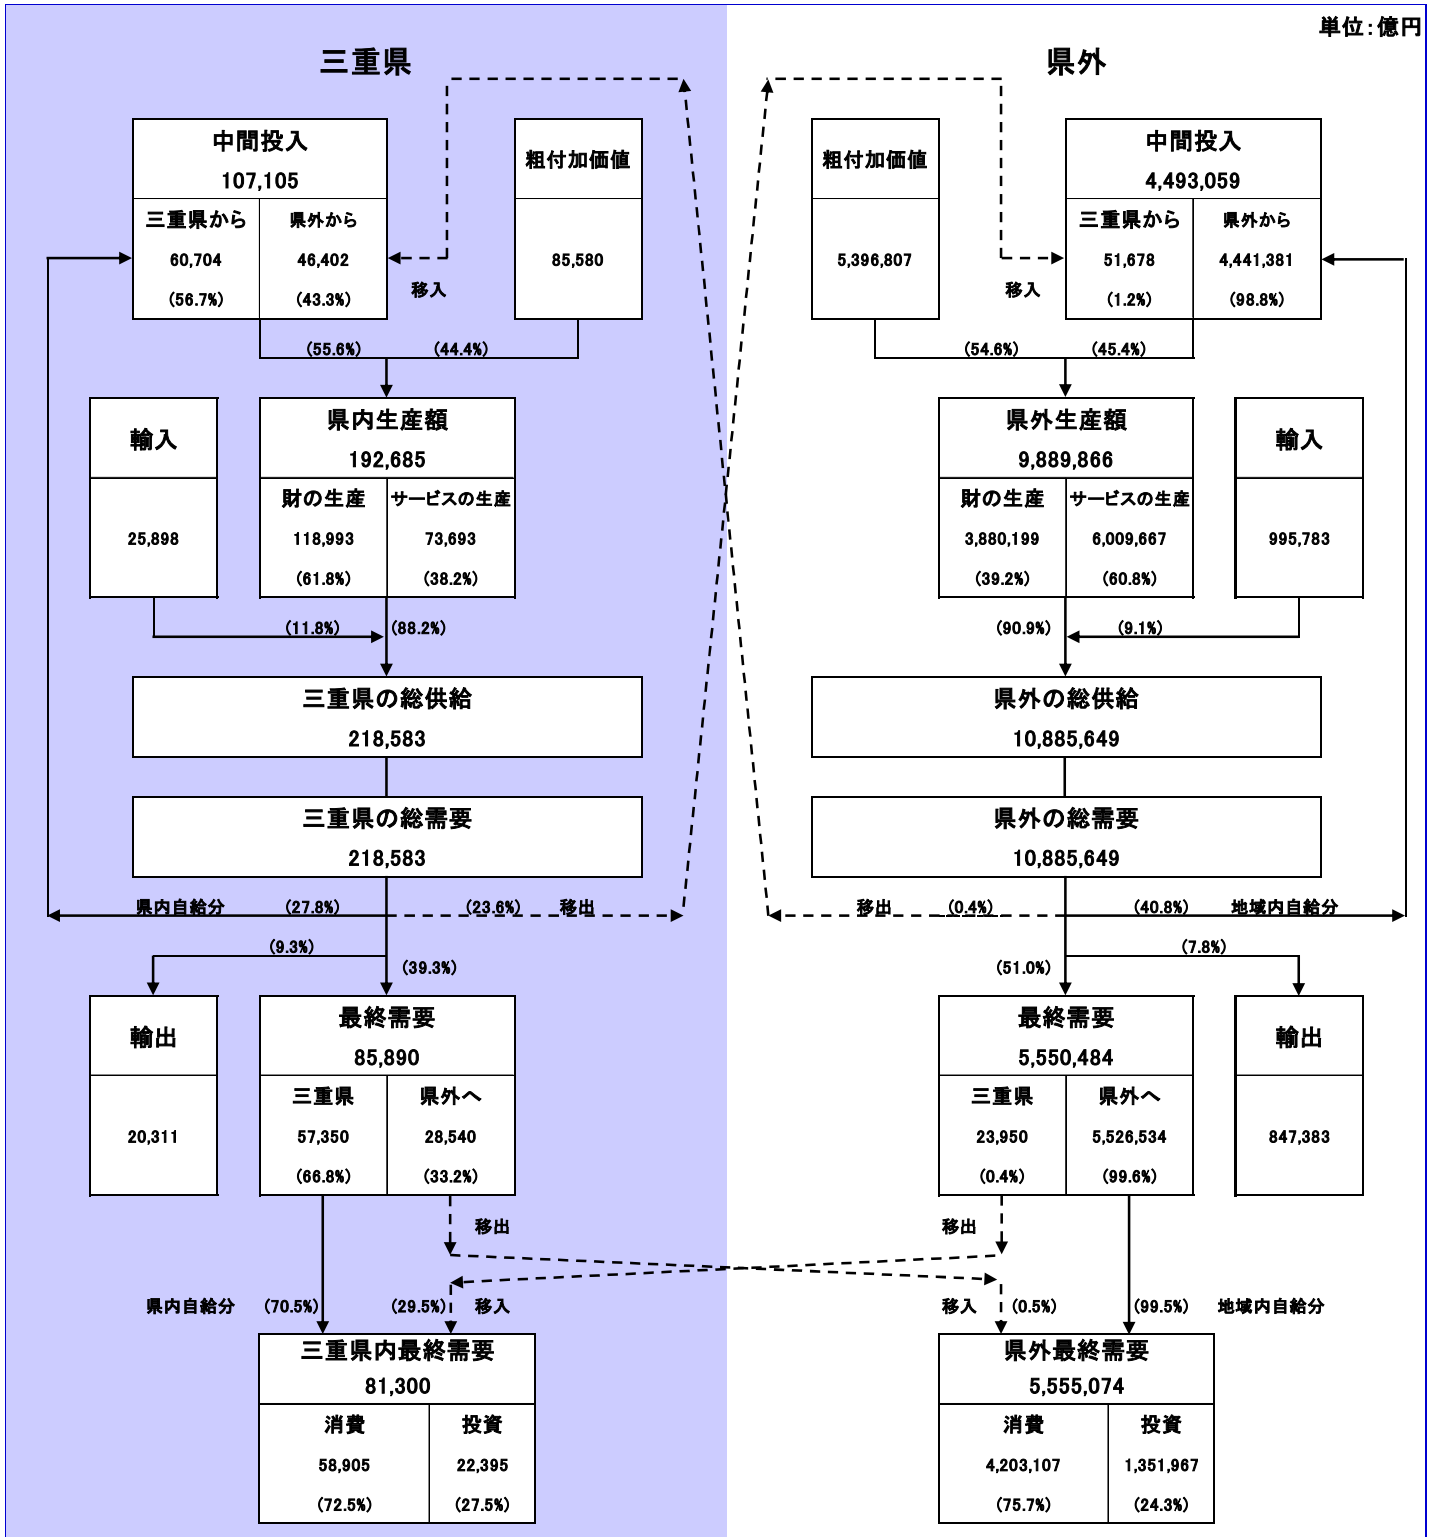 単位：億円
三重県
県外
中間投入
107,105
三重県から
県外から
60,704
46,402
(56.7%)
(43.3%)
移入
粗付加価値
85,580
(55.6%)
(44.4%)
粗付加価値
5,396,807
中間投入
4,493,059
三重県から
県外から
51,678
4,441,381
(1.2%)
(98.8%)
移入
(54.6%)
(45.4%)
輸入
25,898
県内生産額
192,685
財の生産
サービスの生産
118,993
73,693
(61.8%)
(38.2%)
(11.8%)
(88.2%)
県外生産額
9,889,866
財の生産
サービスの生産
3,880,199
6,009,667
(39.2%)
(60.8%)
輸入
995,783
(90.9%)
(9.1%)
三重県の総供給
218,583
県外の総供給
10,885,649
三重県の総需要
218,583
県外の総需要
10,885,649
県内自給分
(27.8%)
(23.6%)
移出
移出
(0.4%)
(40.8%)
地域内自給分
(9.3%)
(39.3%)
(51.0%)
(7.8%)
輸出
20,311
最終需要
85,890
三重県
県外へ
57,350
28,540
(66.8%)
(33.2%)
最終需要
5,550,484
三重県
県外へ
23,950
5,526,534
(0.4%)
(99.6%)
輸出
847,383
移出
移出
県内自給分
(70.5%)
(29.5%)
移入
移入
(0.5%)
(99.5%)
地域内自給分
三重県内最終需要
81,300
消費
投資
58,905
22,395
(72.5%)
(27.5%)
県外最終需要
5,555,074
消費
投資
4,203,107
1,351,967
(75.7%)
(24.3%)